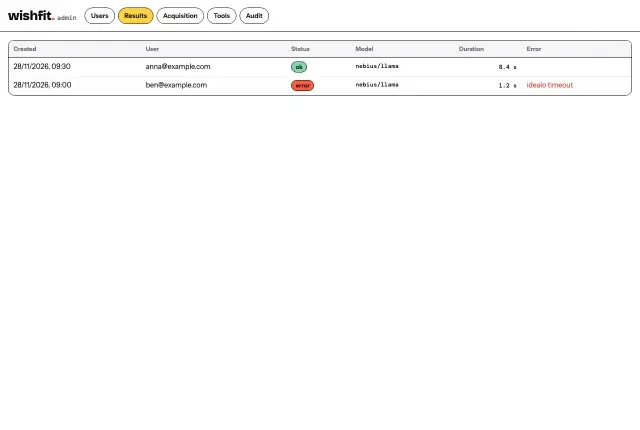 wishfit. admin Users Results Acquisition Tools Audit
Created User Status Model Duration Error
28/11/2026, 09:30 anna@example.com ok nebius/llama 8.4 s
28/11/2026, 09:00 ben@example.com error nebius/llama 1.2 s idealo timeout